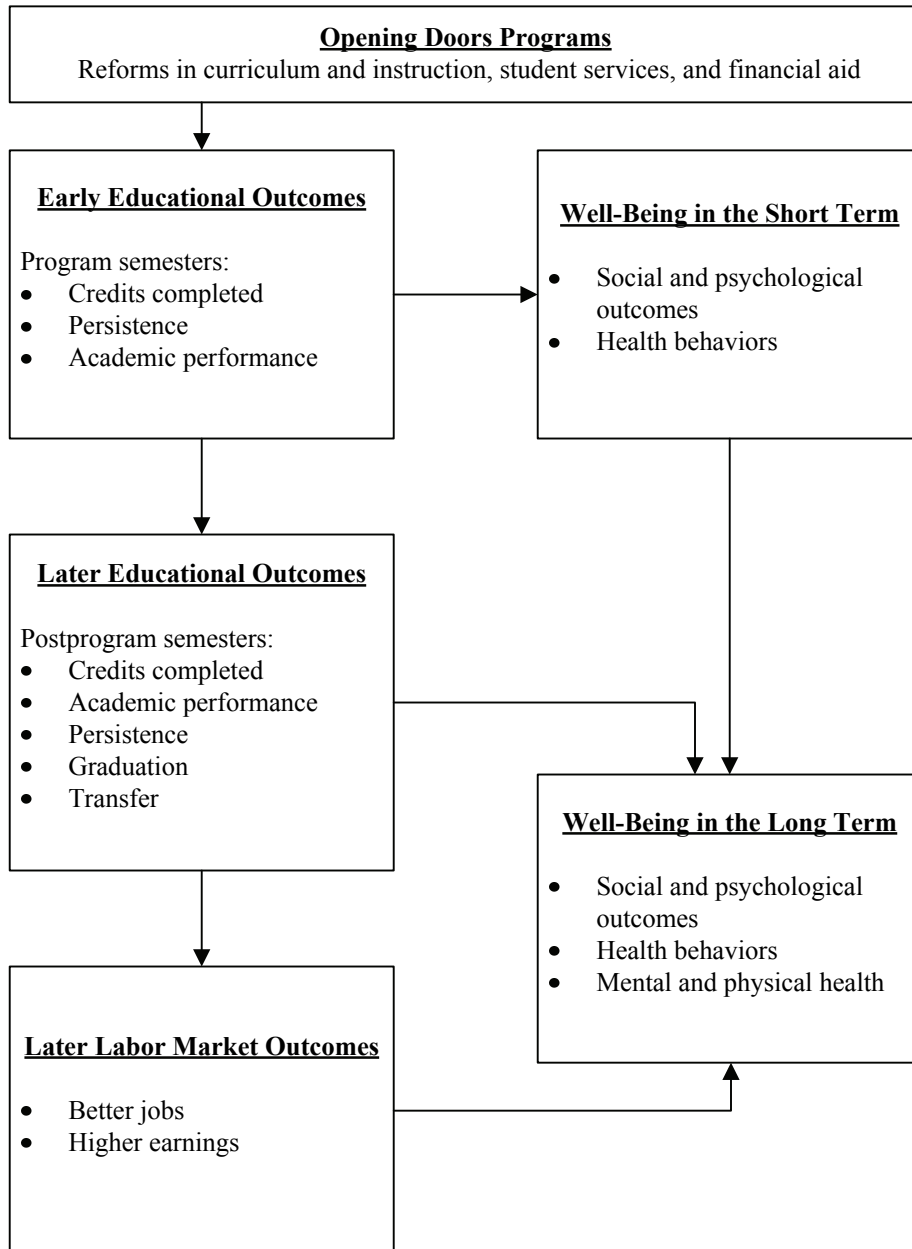 Opening Doors Programs
Reforms in curriculum and instruction, student services, and financial aid
Early Educational Outcomes
Program semesters:
• Credits completed
• Persistence
• Academic performance
Well-Being in the Short Term
• Social and psychological
outcomes
• Health behaviors
Later Educational Outcomes
Postprogram semesters:
• Credits completed
• Academic performance
• Persistence
• Graduation
• Transfer
Well-Being in the Long Term
• Social and psychological
outcomes
• Health behaviors
• Mental and physical health
Later Labor Market Outcomes
• Better jobs
• Higher earnings